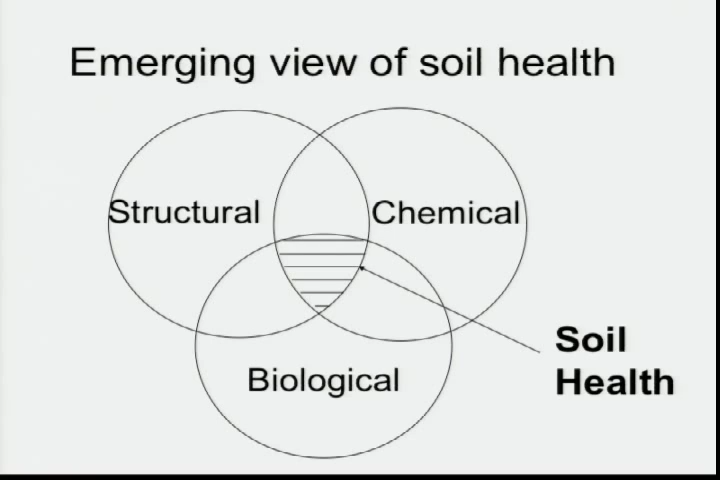 Emerging view of soil health
Structural
Chemical
Biological
Soil
Health